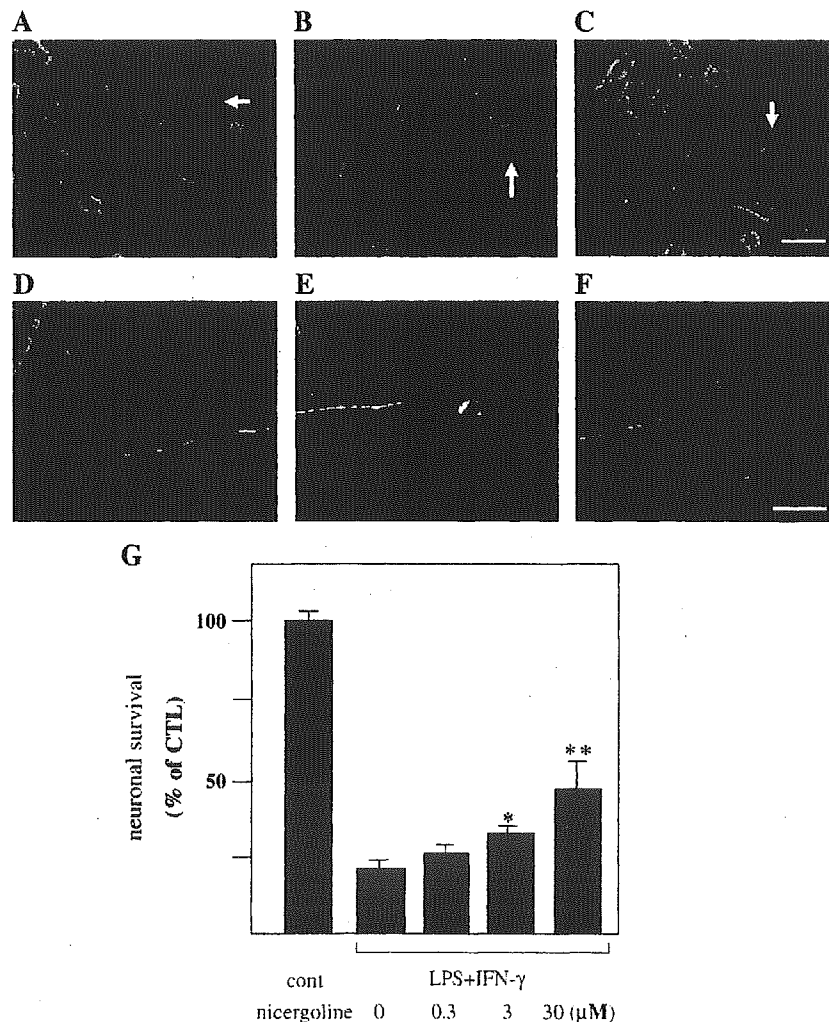 A B C
D E F
G
100
50
neuronal survival
(% of CTL)
*
**
cont LPS+IFN-γ
nicergoline 0 0.3 3 30 (μM)